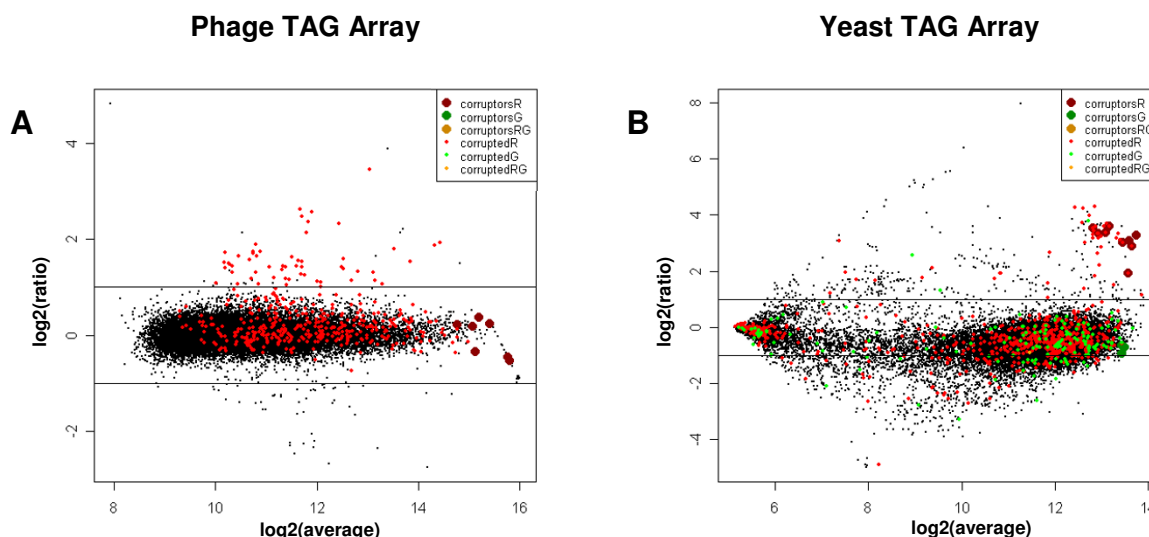 Phage TAG Array
Yeast TAG Array
A
corruptorsR
corruptorsG
corruptorsRG
corruptedR
corruptedG
corruptedRG
log2(ratio)
4
2
0
-2
8
10
12
14
16
log2(average)
B
corruptorsR
corruptorsG
corruptorsRG
corruptedR
corruptedG
corruptedRG
log2(ratio)
8
6
4
2
0
-2
-4
6
8
10
12
14
log2(average)